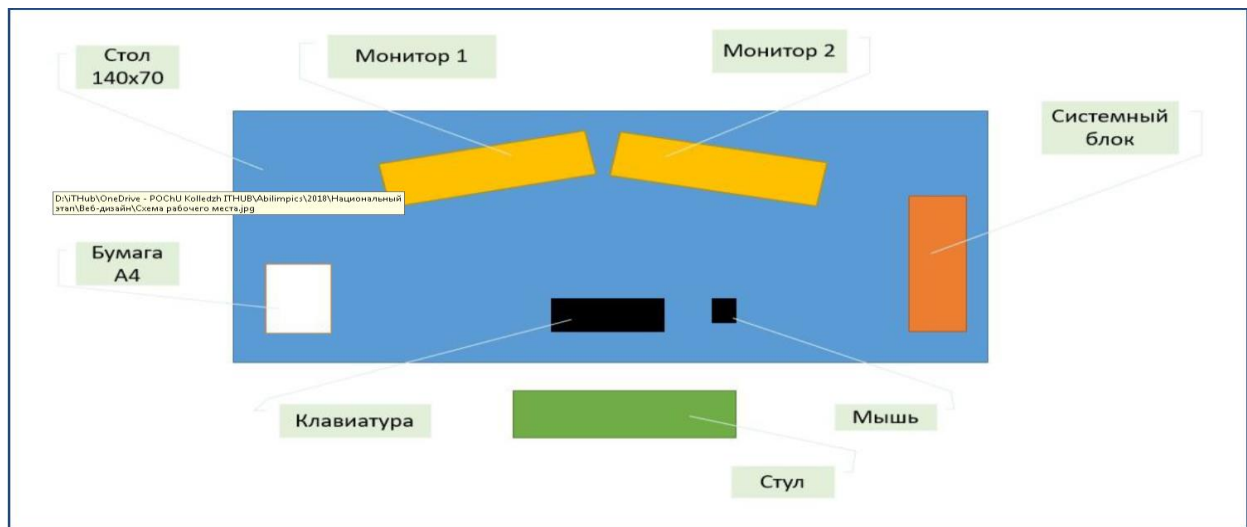 Стол
140x70
Монитор 1
Монитор 2
Системный
блок
D:\iTHub\OneDrive - POChU Kolledzh ITHUB\Abilimpics\2018\Национальный
этап\Веб-дизайн\Схема рабочего места.jpg
Бумага
А4
Клавиатура
Мышь
Стул